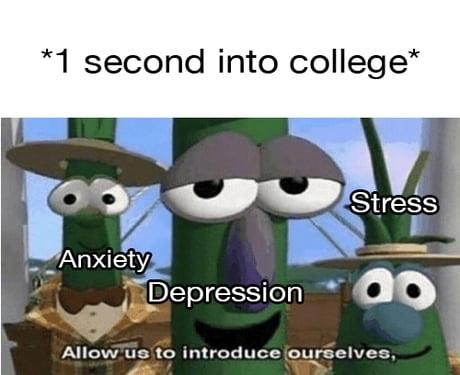 *1 second into college*
Stress
Anxiety
Depression
Allow us to introduce ourselves,